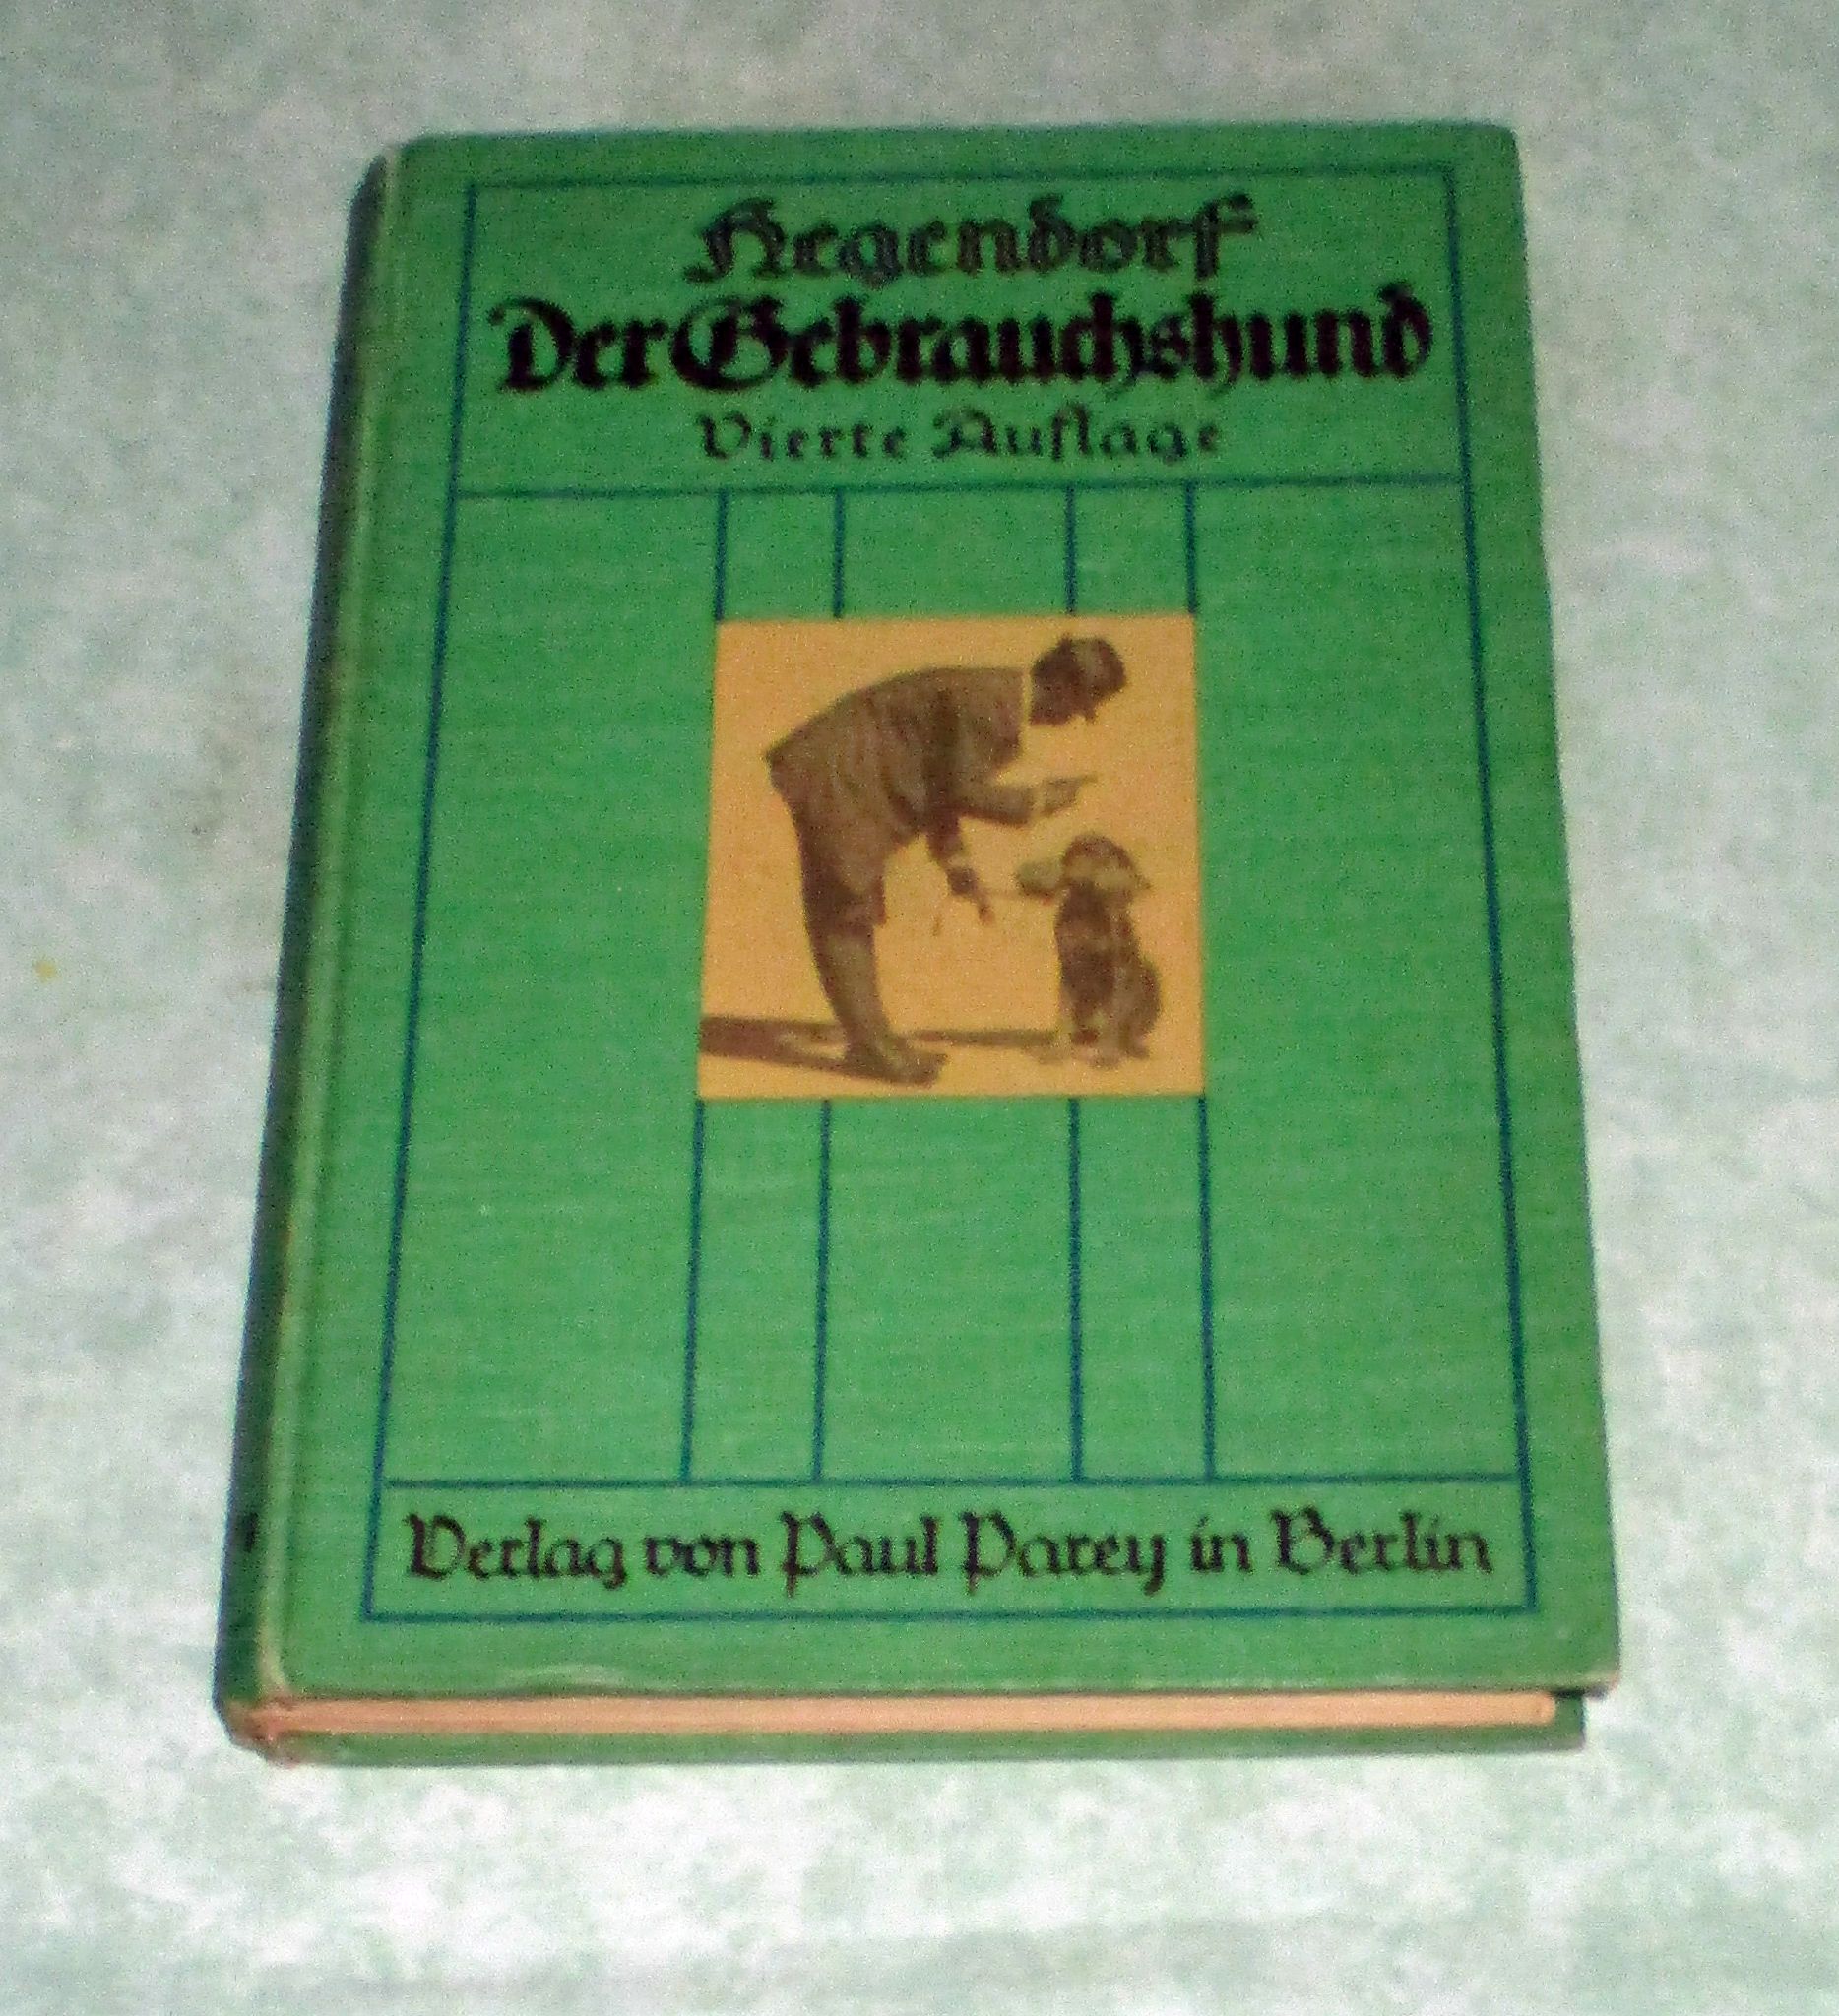 Hegendorf
Der Gebrauchshund
Vierte Auflage
Verlag von Paul Parey in Berlin